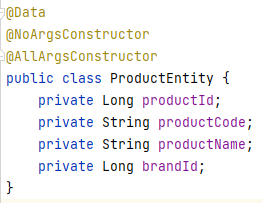 @Data
@NoArgsConstructor
@AllArgsConstructor
public class ProductEntity {
    private Long productId;
    private String productCode;
    private String productName;
    private Long brandId;
}